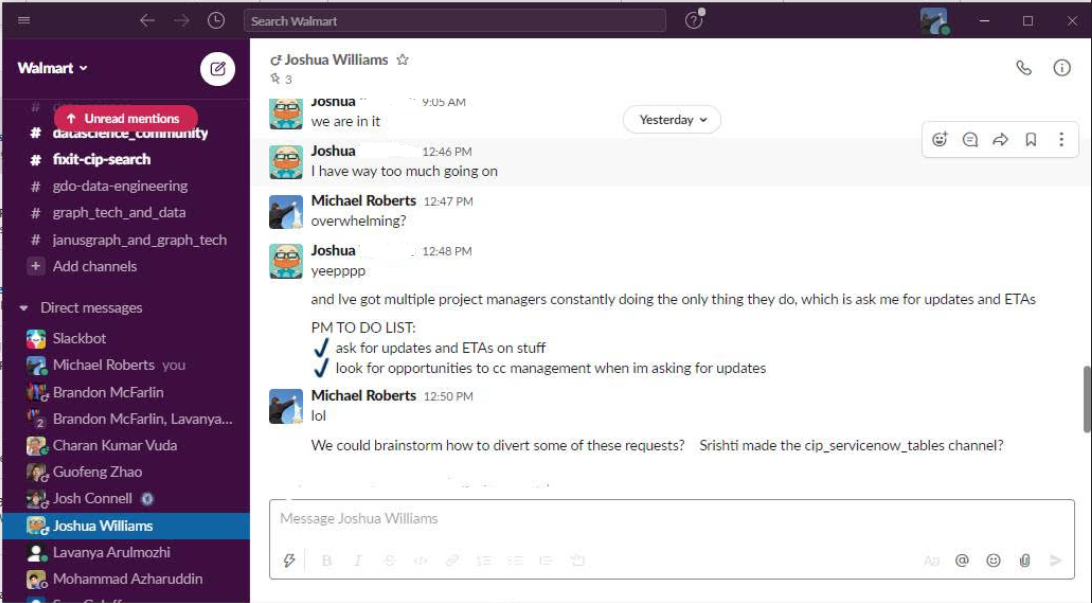 Search Walmart
Walmart
Unread mentions
# datascience_community
# fixit-cip-search
# gdo-data-engineering
# graph_tech_and_data
# janusgraph_and_graph_tech
+ Add channels
Direct messages
Slackbot
Michael Roberts you
Brandon McFarlin
2 Brandon McFarlin, Lavanya...
Charan Kumar Vuda
Guofeng Zhao
Josh Connell
Joshua Williams
Lavanya Arulmozhi
Mohammad Azharuddin
Joshua Williams
3
Yesterday
Joshua 9:05 AM
we are in it
Joshua 12:46 PM
I have way too much going on
Michael Roberts 12:47 PM
overwhelming?
Joshua 12:48 PM
yeepppp
and Ive got multiple project managers constantly doing the only thing they do, which is ask me for updates and ETAs
PM TO DO LIST:
✓ ask for updates and ETAs on stuff
✓ look for opportunities to cc management when im asking for updates
Michael Roberts 12:50 PM
lol
We could brainstorm how to divert some of these requests? Srishti made the cip_servicenow_tables channel?
Message Joshua Williams
B I S </> Aa @